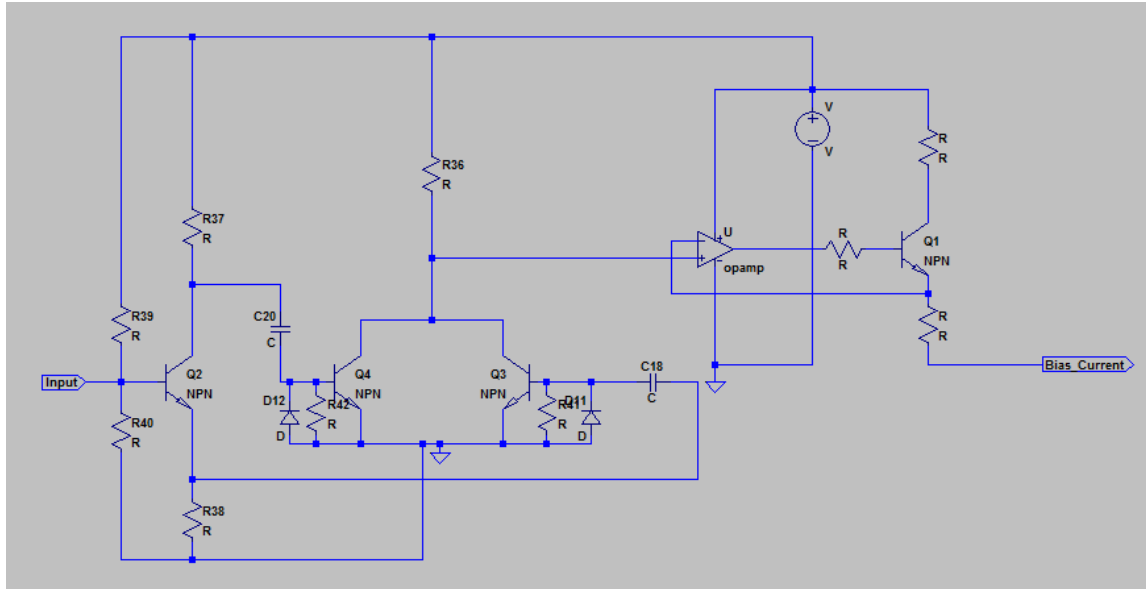 V
V
R36
R
R
R
R37
R
U
opamp
R
R
Q1
NPN
R39
R
C20
C
R
R
Input
Q2
NPN
Q4
NPN
Q3
NPN
C18
C
Bias_Current
R40
R
D12
D
R42
R
R41
R
D11
D
R38
R